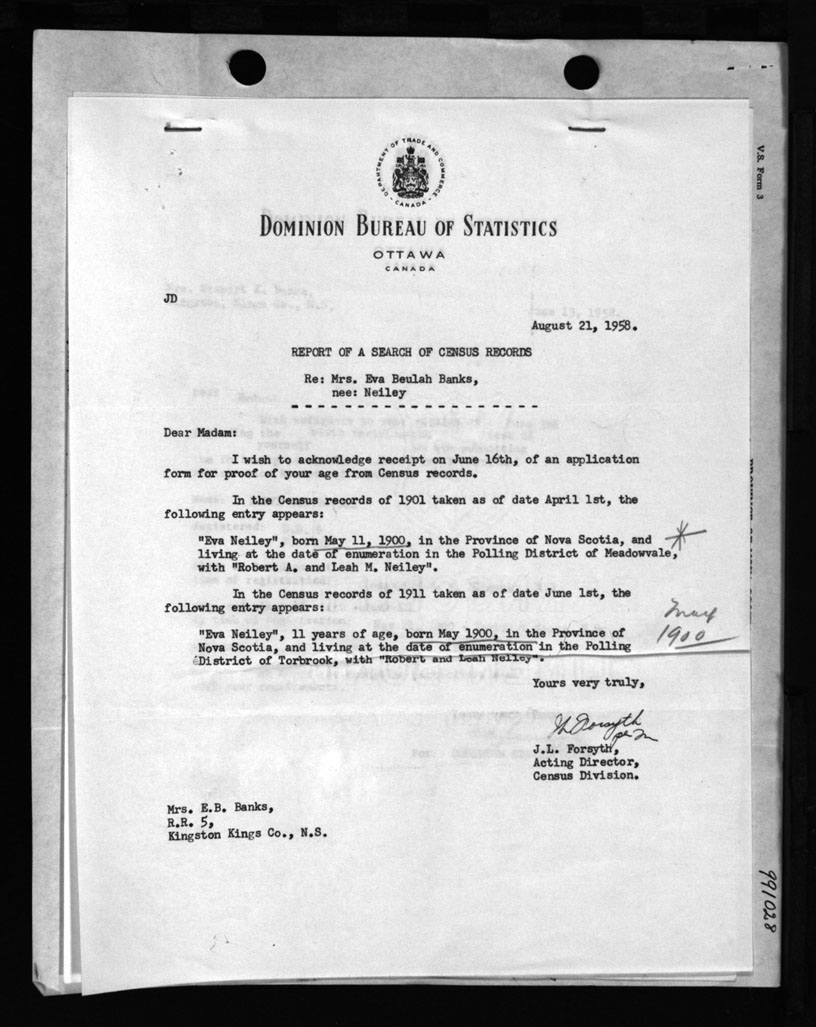 DEPARTMENT OF TRADE AND COMMERCE
CANADA
DOMINION BUREAU OF STATISTICS
OTTAWA
CANADA
V.S. Form 3
JD
August 21, 1958.
REPORT OF A SEARCH OF CENSUS RECORDS
Re: Mrs. Eva Beulah Banks,
nee: Neiley
Dear Madam:
I wish to acknowledge receipt on June 16th, of an application
form for proof of your age from Census records.
In the Census records of 1901 taken as of date April 1st, the
following entry appears:
"Eva Neiley", born May 11, 1900, in the Province of Nova Scotia, and
living at the date of enumeration in the Polling District of Meadowvale,
with "Robert A. and Leah M. Neiley".
In the Census records of 1911 taken as of date June 1st, the
following entry appears:
May
1900
"Eva Neiley", 11 years of age, born May 1900, in the Province of
Nova Scotia, and living at the date of enumeration in the Polling
District of Torbrook, with "Robert and Leah Neiley".
Yours very truly,
J.L. Forsyth,
Acting Director,
Census Division.
Mrs. E.B. Banks,
R.R. 5,
Kingston Kings Co., N.S.
991028